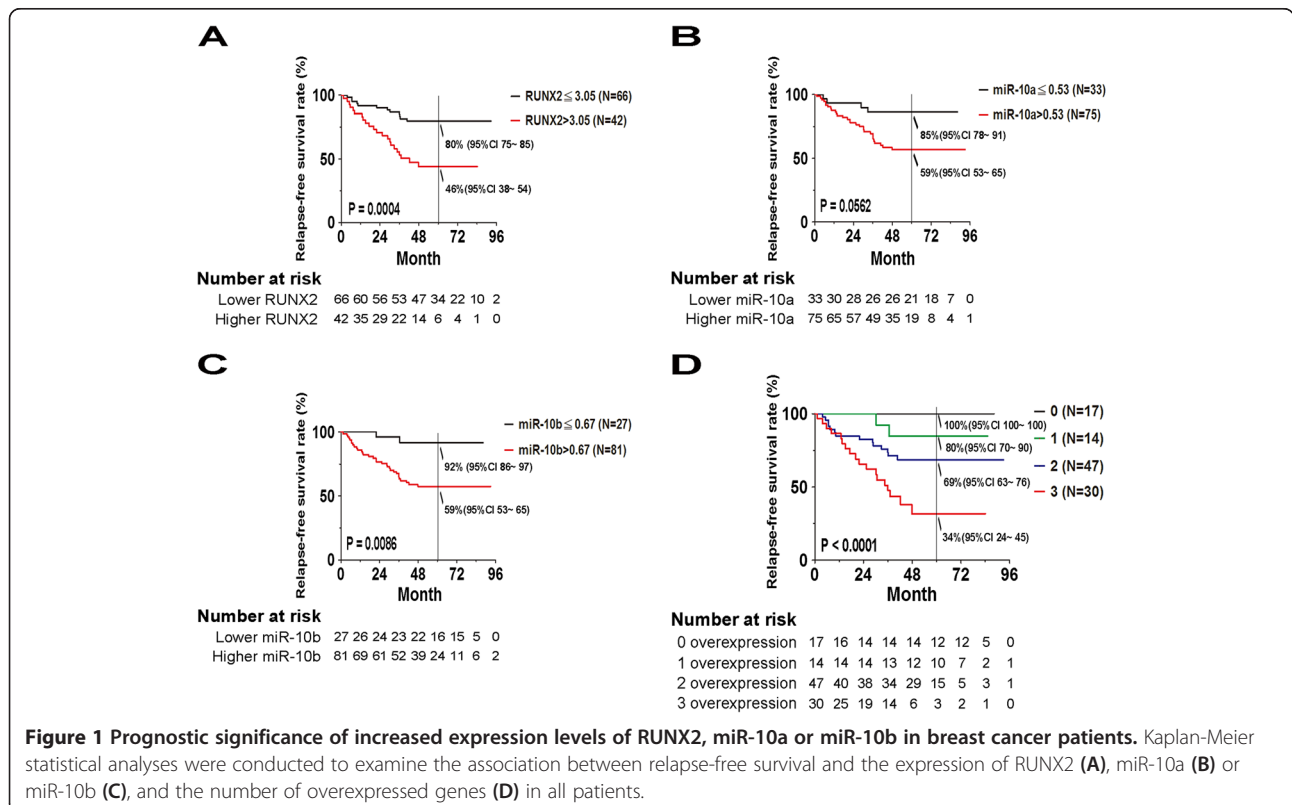 A
Relapse-free survival rate (%)
100
50
0
RUNX2≦3.05 (N=66)
RUNX2>3.05 (N=42)
80% (95%CI 75~ 85)
46%(95%CI 38~ 54)
P = 0.0004
0 24 48 72 96
Month
Number at risk
Lower RUNX2 66 60 56 53 47 34 22 10 2
Higher RUNX2 42 35 29 22 14 6 4 1 0
B
Relapse-free survival rate (%)
100
50
0
miR-10a≦0.53 (N=33)
miR-10a>0.53 (N=75)
85%(95%CI 78~ 91)
59%(95%CI 53~ 65)
P = 0.0562
0 24 48 72 96
Month
Number at risk
Lower miR-10a 33 30 28 26 26 21 18 7 0
Higher miR-10a 75 65 57 49 35 19 8 4 1
C
Relapse-free survival rate (%)
100
50
0
miR-10b≦0.67 (N=27)
miR-10b>0.67 (N=81)
92% (95%CI 86~ 97)
59%(95%CI 53~ 65)
P = 0.0086
0 24 48 72 96
Month
Number at risk
Lower miR-10b 27 26 24 23 22 16 15 5 0
Higher miR-10b 81 69 61 52 39 24 11 6 2
D
Relapse-free survival rate (%)
100
50
0
0 (N=17)
1 (N=14)
2 (N=47)
3 (N=30)
100%(95%CI 100~ 100)
80%(95%CI 70~ 90)
69%(95%CI 63~ 76)
34%(95%CI 24~ 45)
P < 0.0001
0 24 48 72 96
Month
Number at risk
0 overexpression 17 16 14 14 14 12 12 5 0
1 overexpression 14 14 14 13 12 10 7 2 1
2 overexpression 47 40 38 34 29 15 5 3 1
3 overexpression 30 25 19 14 6 3 2 1 0
Figure 1 Prognostic significance of increased expression levels of RUNX2, miR-10a or miR-10b in breast cancer patients. Kaplan-Meier
statistical analyses were conducted to examine the association between relapse-free survival and the expression of RUNX2 (A), miR-10a (B) or
miR-10b (C), and the number of overexpressed genes (D) in all patients.